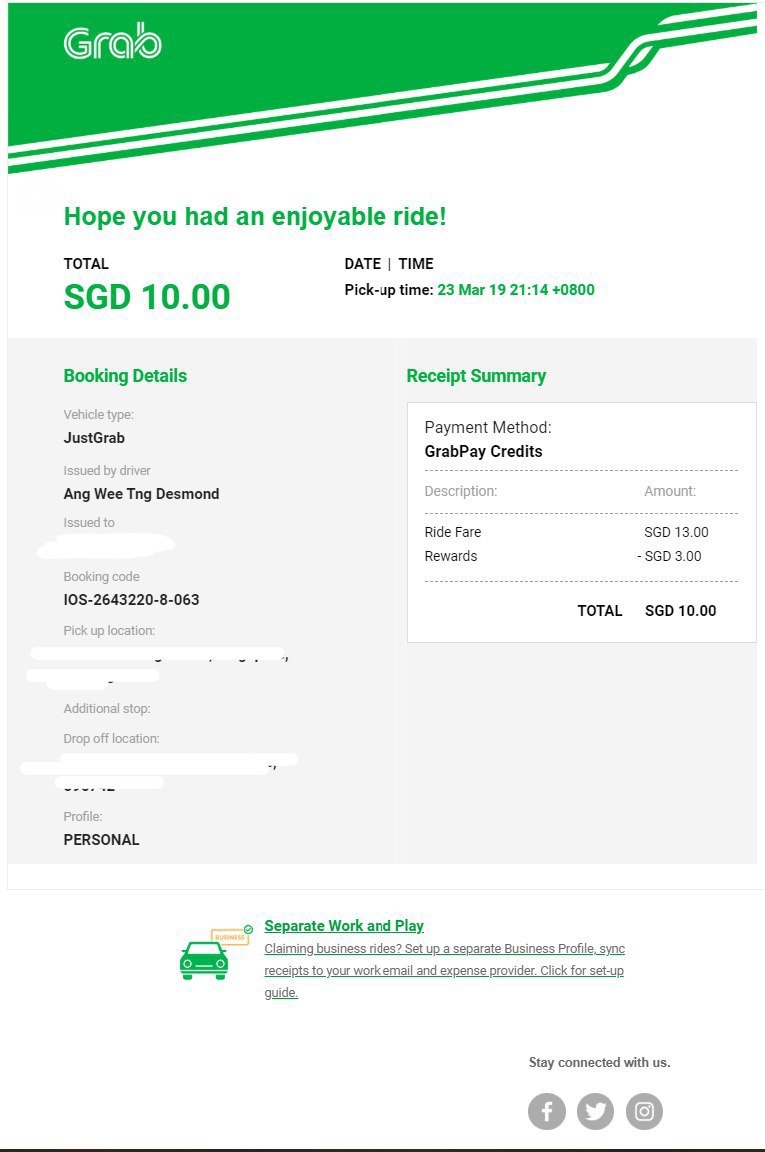 Grab
Hope you had an enjoyable ride!
TOTAL
SGD 10.00
DATE | TIME
Pick-up time: 23 Mar 19 21:14 +0800
Booking Details
Vehicle type:
JustGrab
Issued by driver
Ang Wee Tng Desmond
Issued to
Booking code
IOS-2643220-8-063
Pick up location:
Additional stop:
Drop off location:
Profile:
PERSONAL
Receipt Summary
Payment Method:
GrabPay Credits
Description: Amount:
Ride Fare SGD 13.00
Rewards - SGD 3.00
TOTAL SGD 10.00
BUSINESS
Separate Work and Play
Claiming business rides? Set up a separate Business Profile, sync
receipts to your work email and expense provider. Click for set-up
guide.
Stay connected with us.